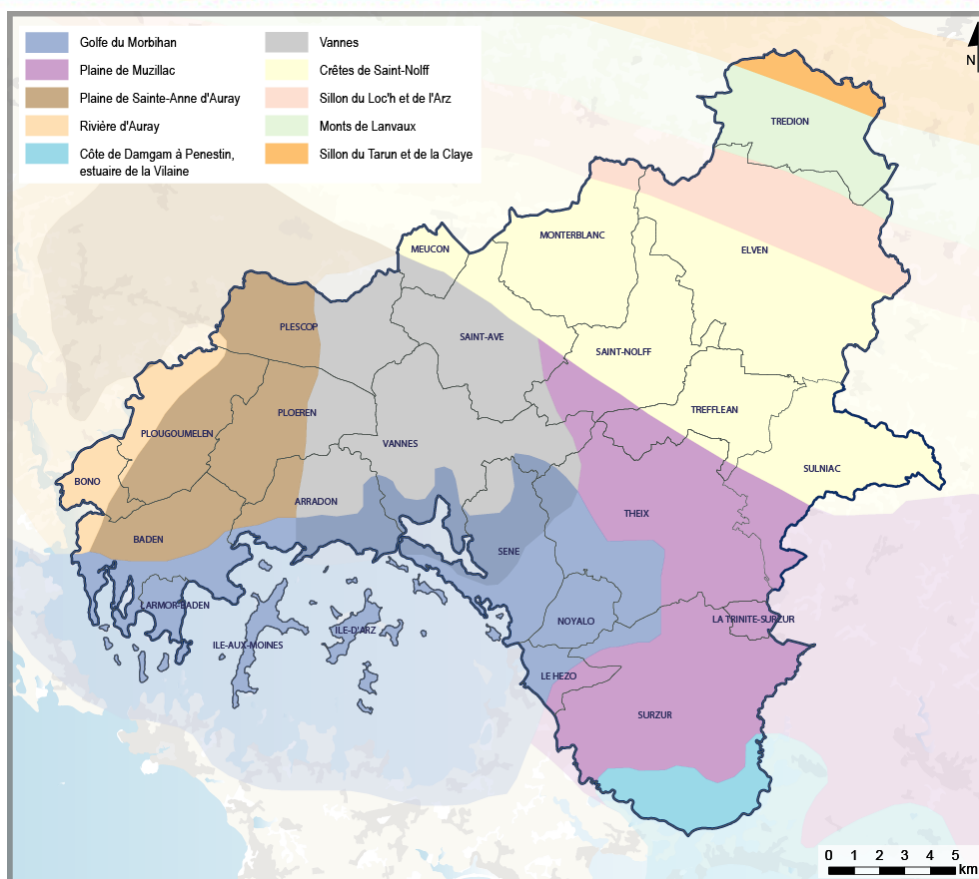 Golfe du Morbihan
Plaine de Muzillac
Plaine de Sainte-Anne d'Auray
Rivière d'Auray
Côte de Damgam à Penestin,
estuaire de la Vilaine
Vannes
Crêtes de Saint-Nolff
Sillon du Loc'h et de l'Arz
Monts de Lanvaux
Sillon du Tarun et de la Claye
N
TREDION
MEUCON
MONTERBLANC
ELVEN
PLESCOP
SAINT-AVE
SAINT-NOLFF
PLOEREN
TREFFLEAN
PLOUGOUMELEN
VANNES
SULNIAC
BONO
ARRADON
THEIX
BADEN
SENE
LARMOR-BADEN
NOYALO
LA TRINITE-SURZUR
ILE-D'ARZ
ILE-AUX-MOINES
LE HEZO
SURZUR
0 1 2 3 4 5
km